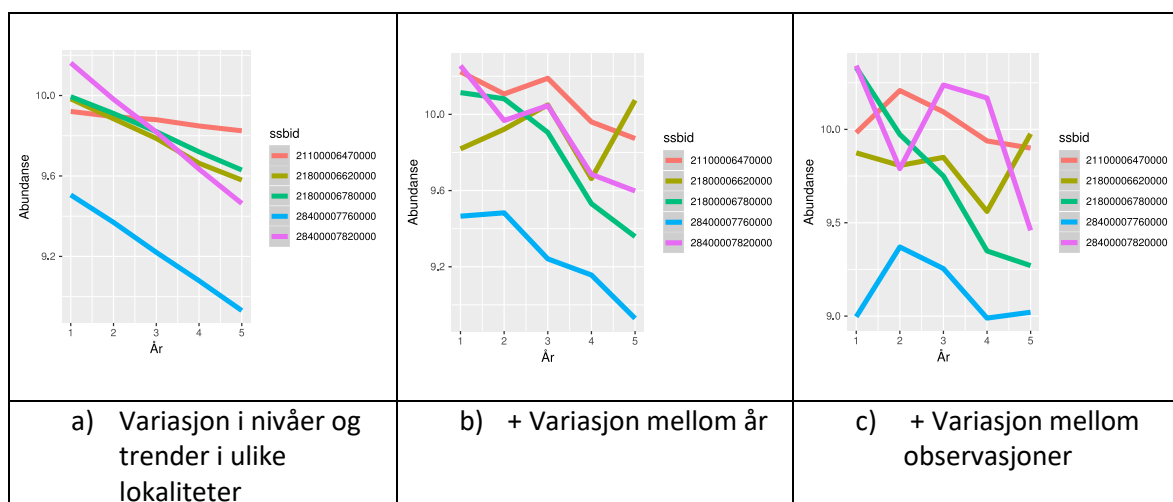 10.0
9.6
9.2
Abundanse
1 2 3 4 5
År
ssbid
21100006470000
21800006620000
21800006780000
28400007760000
28400007820000
10.0
9.6
9.2
Abundanse
1 2 3 4 5
År
ssbid
21100006470000
21800006620000
21800006780000
28400007760000
28400007820000
10.0
9.5
9.0
Abundanse
1 2 3 4 5
År
ssbid
21100006470000
21800006620000
21800006780000
28400007760000
28400007820000
a) Variasjon i nivåer og
trender i ulike
lokaliteter
b) + Variasjon mellom år
c) + Variasjon mellom
observasjoner